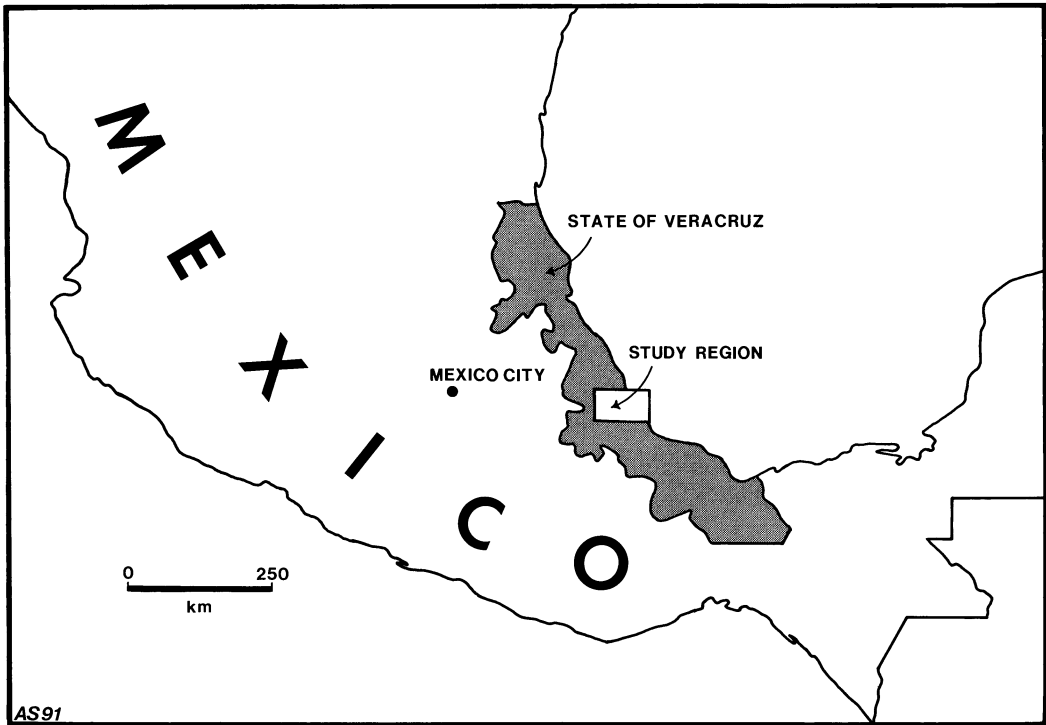 MEXICO
STATE OF VERACRUZ
STUDY REGION
MEXICO CITY
0 250
km
AS91